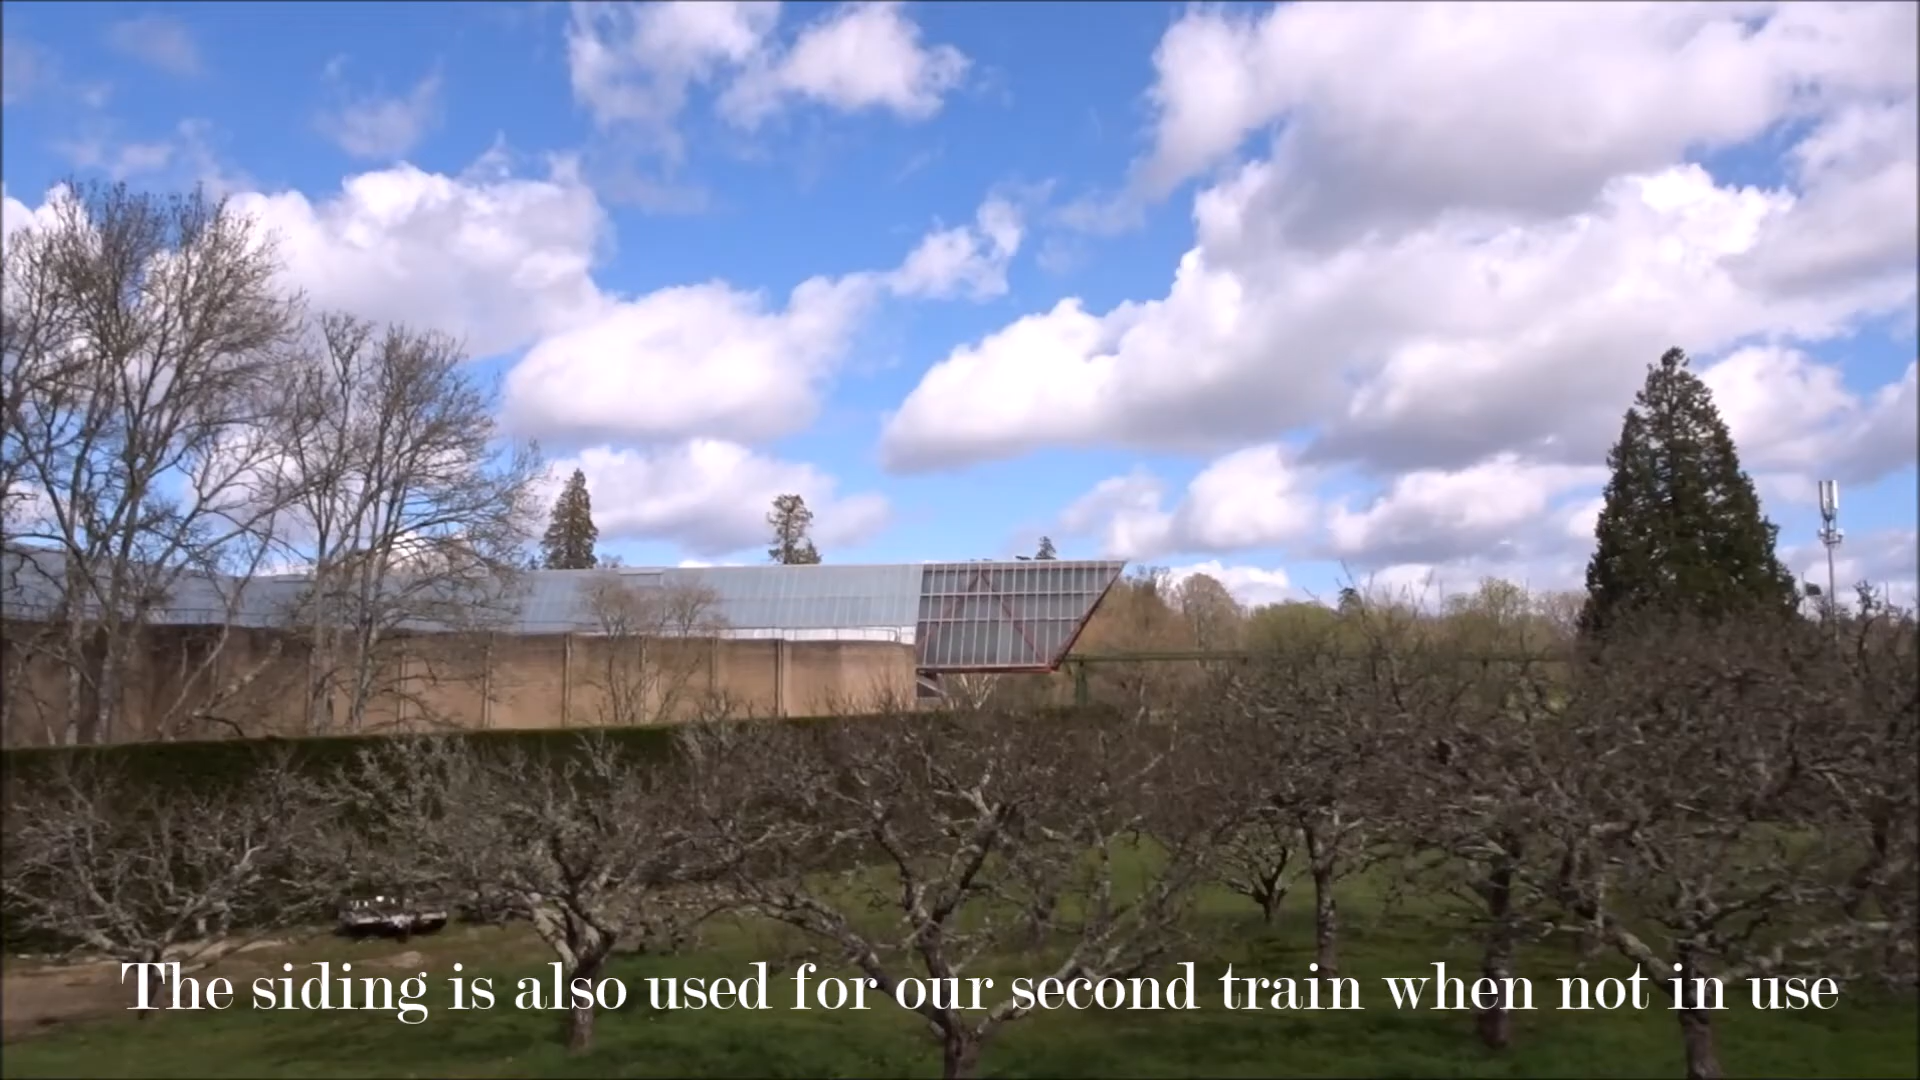 The siding is also used for our second train when not in use